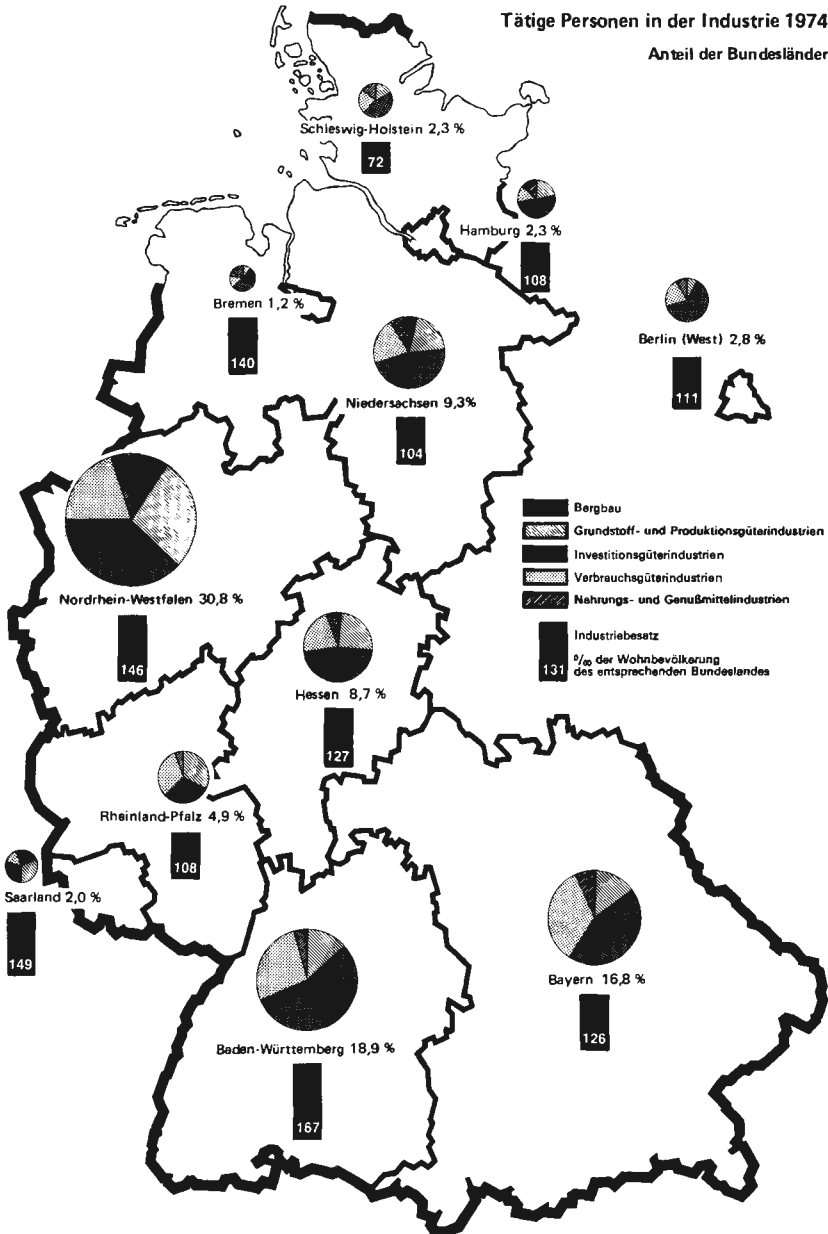 Tätige Personen in der Industrie 1974
Anteil der Bundesländer
Schleswig-Holstein 2,3 %
72
Hamburg 2,3 %
108
Bremen 1,2 %
140
Berlin (West) 2,8 %
111
Niedersachsen 9,3%
104
Nordrhein-Westfalen 30,8 %
146
Bergbau
Grundstoff- und Produktionsgüterindustrien
Investitionsgüterindustrien
Verbrauchsgüterindustrien
Nahrungs- und Genußmittelindustrien
Industriebesatz
131 ‰ der Wohnbevölkerung
des entsprechenden Bundeslandes
Hessen 8,7 %
127
Rheinland-Pfalz 4,9 %
108
Saarland 2,0 %
149
Bayern 16,8 %
126
Baden-Württemberg 18,9 %
167